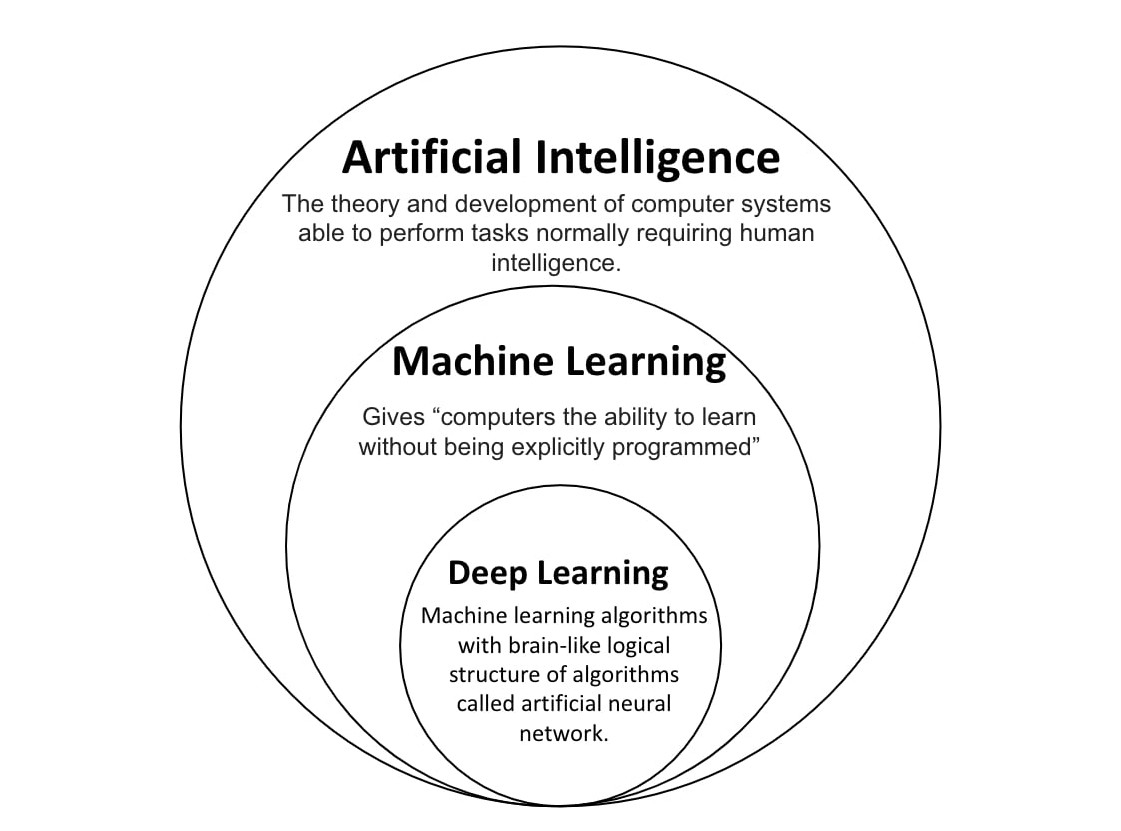 Artificial Intelligence
The theory and development of computer systems
able to perform tasks normally requiring human
intelligence.
Machine Learning
Gives “computers the ability to learn
without being explicitly programmed”
Deep Learning
Machine learning algorithms
with brain-like logical
structure of algorithms
called artificial neural
network.